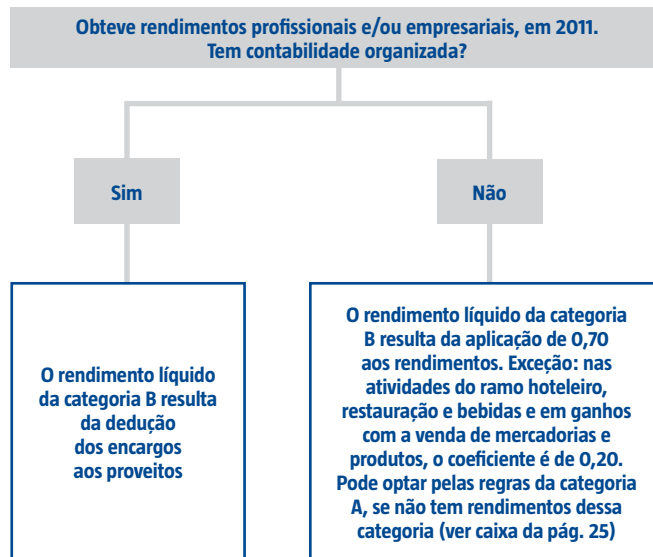 Obteve rendimentos profissionais e/ou empresariais, em 2011.
Tem contabilidade organizada?
Sim
Não
O rendimento líquido
da categoria B resulta
da dedução
dos encargos
aos proveitos
O rendimento líquido da categoria
B resulta da aplicação de 0,70
aos rendimentos. Exceção: nas
atividades do ramo hoteleiro,
restauração e bebidas e em ganhos
com a venda de mercadorias e
produtos, o coeficiente é de 0,20.
Pode optar pelas regras da categoria
A, se não tem rendimentos dessa
categoria (ver caixa da pág. 25)